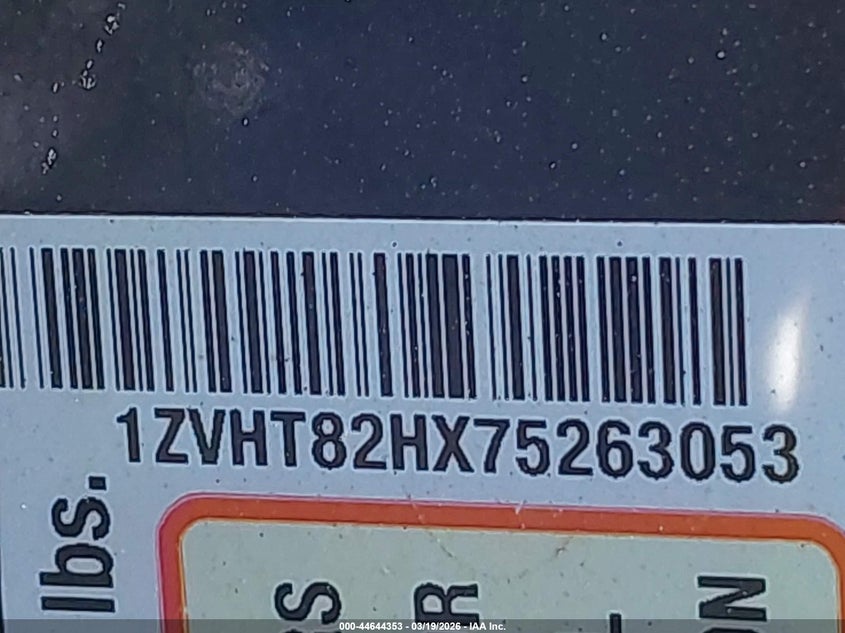 1ZVHT82HX75263053
lbs.
000-44644353 - 03/19/2026 - IAA Inc.